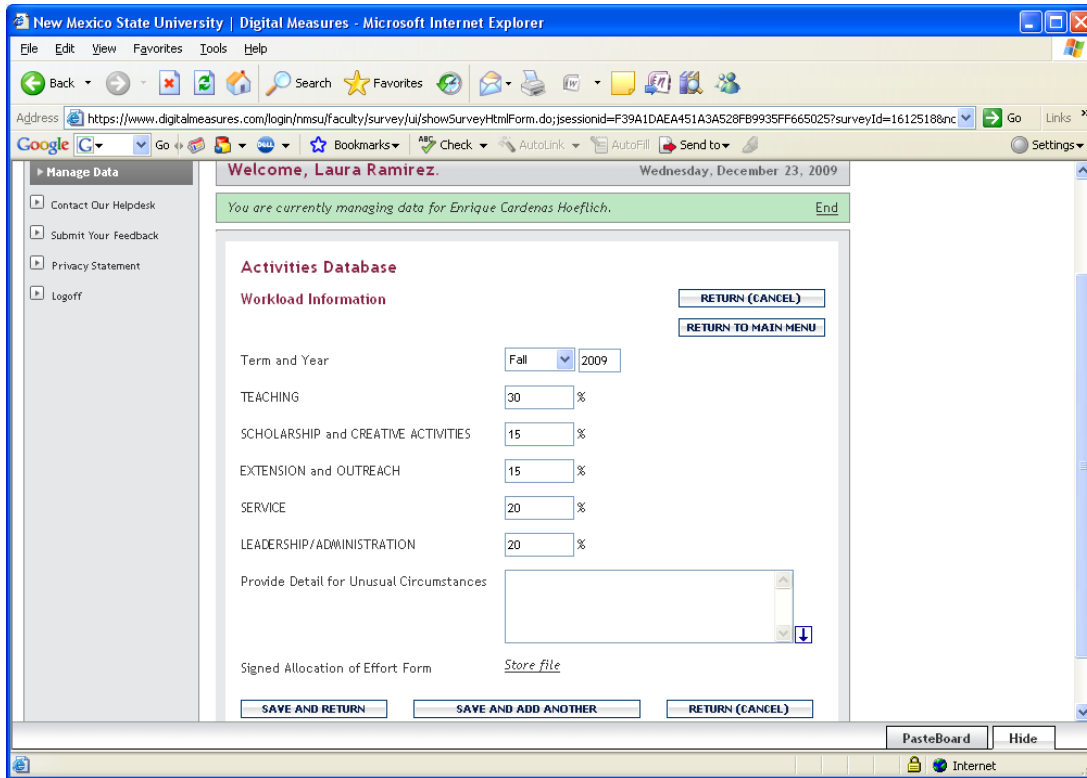 New Mexico State University | Digital Measures - Microsoft Internet Explorer
File Edit View Favorites Tools Help
Back Search Favorites
Address https://www.digitalmeasures.com/login/nmsu/faculty/survey/ui/showSurveyHtmlForm.do;jsessionid=F39A1DAEA451A3A528FB9935FF665025?surveyId=1612518&nc Go Links »
Google G Go Bookmarks ABC Check AutoLink AutoFill Send to Settings
Manage Data
Welcome, Laura Ramirez. Wednesday, December 23, 2009
Contact Our Helpdesk
You are currently managing data for Enrique Cardenas Hoeflich. End
Submit Your Feedback
Privacy Statement
Logoff
Activities Database
Workload Information
RETURN (CANCEL)
RETURN TO MAIN MENU
Term and Year Fall 2009
TEACHING 30 %
SCHOLARSHIP and CREATIVE ACTIVITIES 15 %
EXTENSION and OUTREACH 15 %
SERVICE 20 %
LEADERSHIP/ADMINISTRATION 20 %
Provide Detail for Unusual Circumstances
Signed Allocation of Effort Form Store file
SAVE AND RETURN SAVE AND ADD ANOTHER RETURN (CANCEL)
PasteBoard Hide
Internet